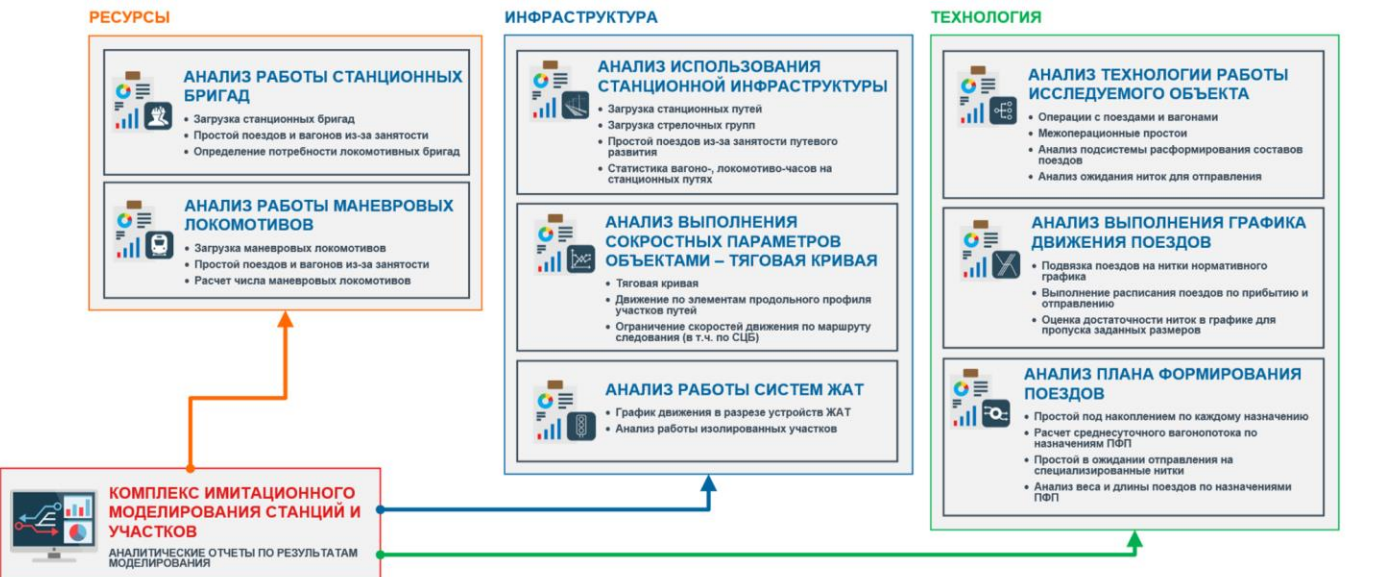 РЕСУРСЫ
АНАЛИЗ РАБОТЫ СТАНЦИОННЫХ
БРИГАД
• Загрузка станционных бригад
• Простой поездов и вагонов из-за занятости
• Определение потребности локомотивных бригад
АНАЛИЗ РАБОТЫ МАНЕВРОВЫХ
ЛОКОМОТИВОВ
• Загрузка маневровых локомотивов
• Простой поездов и вагонов из-за занятости
• Расчет числа маневровых локомотивов
ИНФРАСТРУКТУРА
АНАЛИЗ ИСПОЛЬЗОВАНИЯ
СТАНЦИОННОЙ ИНФРАСТРУКТУРЫ
• Загрузка станционных путей
• Загрузка стрелочных групп
• Простой поездов из-за занятости путевого
развития
• Статистика вагоно-, локомотиво-часов на
станционных путях
АНАЛИЗ ВЫПОЛНЕНИЯ
СОКРОСТНЫХ ПАРАМЕТРОВ
ОБЪЕКТАМИ – ТЯГОВАЯ КРИВАЯ
• Тяговая кривая
• Движение по элементам продольного профиля
участков путей
• Ограничение скоростей движения по маршруту
следования (в т.ч. по СЦБ)
АНАЛИЗ РАБОТЫ СИСТЕМ ЖАТ
• График движения в разрезе устройств ЖАТ
• Анализ работы изолированных участков
ТЕХНОЛОГИЯ
АНАЛИЗ ТЕХНОЛОГИИ РАБОТЫ
ИССЛЕДУЕМОГО ОБЪЕКТА
• Операции с поездами и вагонами
• Межоперационные простои
• Анализ подсистемы расформирования составов
поездов
• Анализ ожидания ниток для отправления
АНАЛИЗ ВЫПОЛНЕНИЯ ГРАФИКА
ДВИЖЕНИЯ ПОЕЗДОВ
• Подвязка поездов на нитки нормативного
графика
• Выполнение расписания поездов по прибытию и
отправлению
• Оценка достаточности ниток в графике для
пропуска заданных размеров
АНАЛИЗ ПЛАНА ФОРМИРОВАНИЯ
ПОЕЗДОВ
• Простой под накоплением по каждому назначению
• Расчет среднесуточного вагонопотока по
назначениям ПФП
• Простой в ожидании отправления на
специализированные нитки
• Анализ веса и длины поездов по назначениями
ПФП
КОМПЛЕКС ИМИТАЦИОННОГО
МОДЕЛИРОВАНИЯ СТАНЦИЙ И
УЧАСТКОВ
АНАЛИТИЧЕСКИЕ ОТЧЕТЫ ПО РЕЗУЛЬТАТАМ
МОДЕЛИРОВАНИЯ